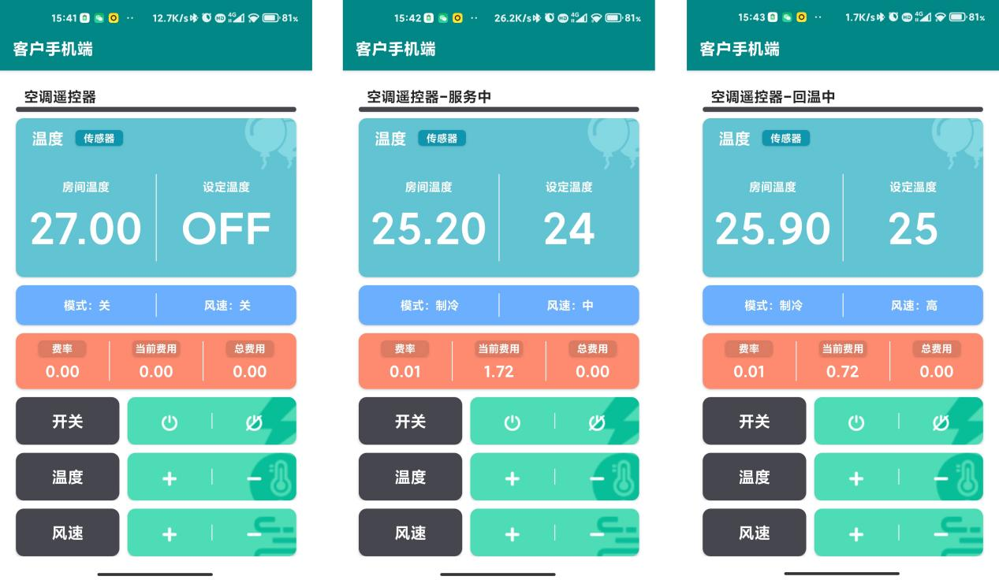 15:41 12.7K/s HD 4G 81%
客户手机端
空调遥控器
温度 传感器
房间温度 设定温度
27.00 OFF
模式：关 风速：关
费率 当前费用 总费用
0.00 0.00 0.00
开关
温度 + −
风速 + −
15:42 26.2K/s HD 4G 81%
客户手机端
空调遥控器-服务中
温度 传感器
房间温度 设定温度
25.20 24
模式：制冷 风速：中
费率 当前费用 总费用
0.01 1.72 0.00
开关
温度 + −
风速 + −
15:43 1.7K/s HD 4G 81%
客户手机端
空调遥控器-回温中
温度 传感器
房间温度 设定温度
25.90 25
模式：制冷 风速：高
费率 当前费用 总费用
0.01 0.72 0.00
开关
温度 + −
风速 + −